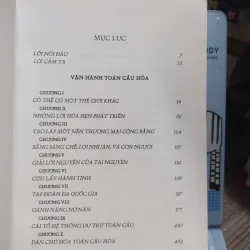 MỤC LỤC
LỜI NÓI ĐẦU 7
LỜI CẢM TẠ
VẬN HÀNH TOÀN CẦU HÓA
CHƯƠNG I
CÓ THỂ CÓ MỘT THẾ GIỚI KHÁC 14
CHƯƠNG II
NHỮNG LỜI HỨA HẸN PHÁT TRIỂN 65
CHƯƠNG III
TẠO LẬP MỘT NỀN THƯƠNG MẠI CÔNG BẰNG
CHƯƠNG IV
BẰNG SÁNG CHẾ, LỢI NHUẬN, VÀ CON NGƯỜI
CHƯƠNG V
GIẢI LỜI NGUYỀN CỦA TÀI NGUYÊN
CHƯƠNG VI
CỨU LẤY HÀNH TINH
CHƯƠNG VII
TẬP ĐOÀN ĐA QUỐC GIA
CHƯƠNG VIII
GÁNH NẶNG NỢ NẦN
CHƯƠNG IX
CẢI TỔ HỆ THỐNG DỰ TRỮ TOÀN CẦU
CHƯƠNG X
DÂN CHỦ HÓA TOÀN CẦU HÓA